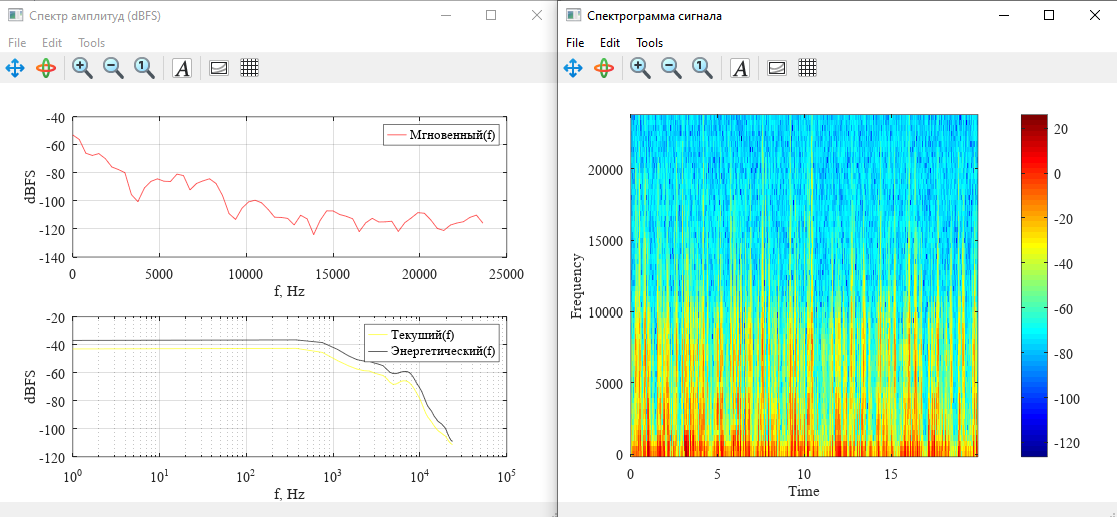 Спектр амплитуд (dBFS)
File Edit Tools
1 A
-40
-60
-80
-100
-120
-140
dBFS
Мгновенный(f)
0 5000 10000 15000 20000 25000
f, Hz
-20
-40
-60
-80
-100
-120
dBFS
Текуший(f)
Энергетический(f)
10⁰ 10¹ 10² 10³ 10⁴ 10⁵
f, Hz
Спектрограмма сигнала
File Edit Tools
1 A
20000
15000
10000
5000
0
Frequency
0 5 10 15
Time
20
0
-20
-40
-60
-80
-100
-120